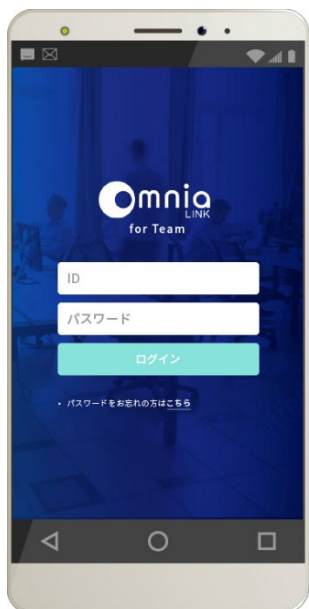 Omnia
LINK
for Team
ID
パスワード
ログイン
・ パスワードをお忘れの方はこちら